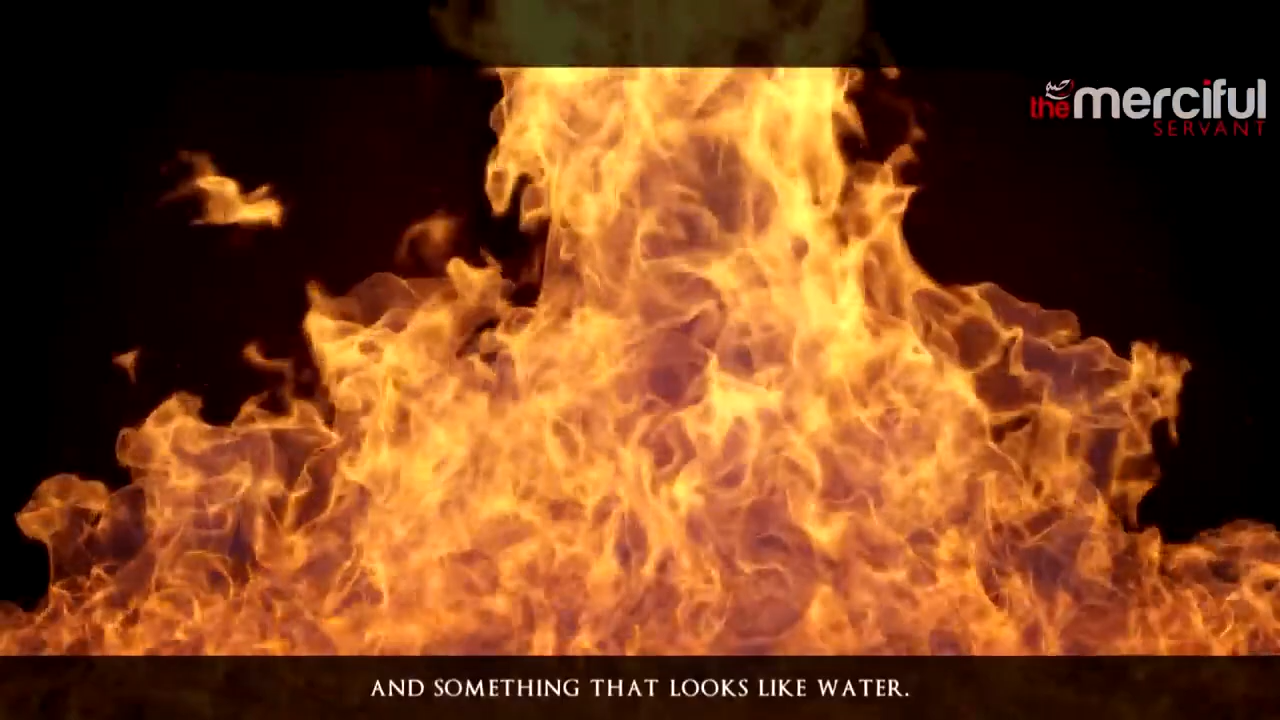 the merciful
SERVANT
AND SOMETHING THAT LOOKS LIKE WATER.